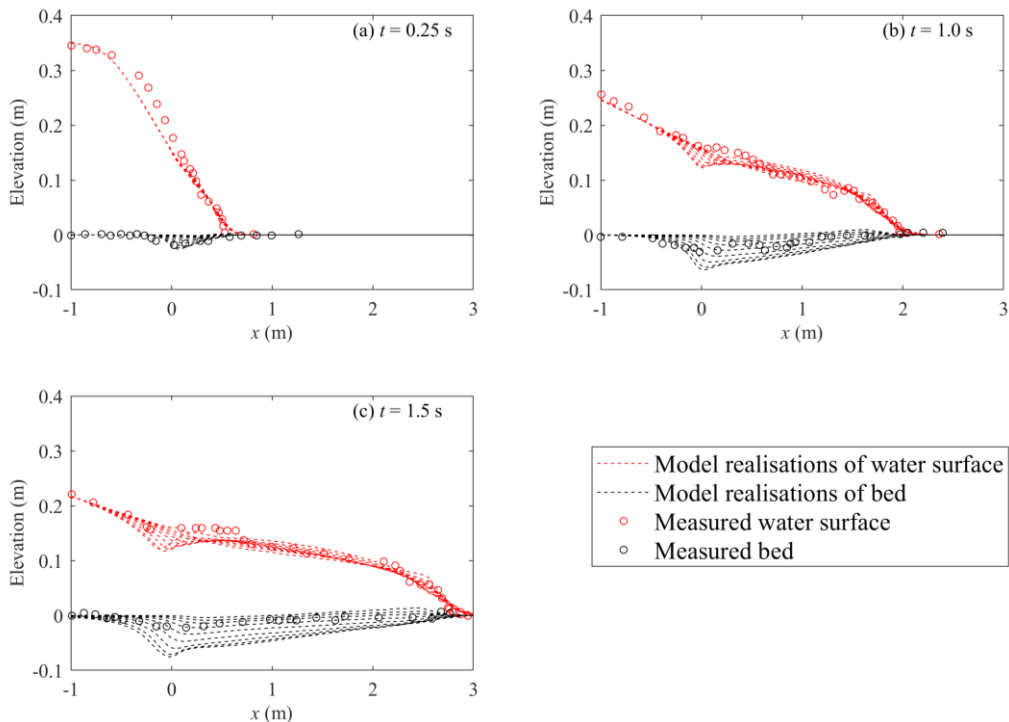 (a) t = 0.25 s
0.4
0.3
0.2
0.1
0
-0.1
Elevation (m)
-1
0
1
2
3
x (m)
(b) t = 1.0 s
0.4
0.3
0.2
0.1
0
-0.1
Elevation (m)
-1
0
1
2
3
x (m)
(c) t = 1.5 s
0.4
0.3
0.2
0.1
0
-0.1
Elevation (m)
-1
0
1
2
3
x (m)
Model realisations of water surface
Model realisations of bed
Measured water surface
Measured bed